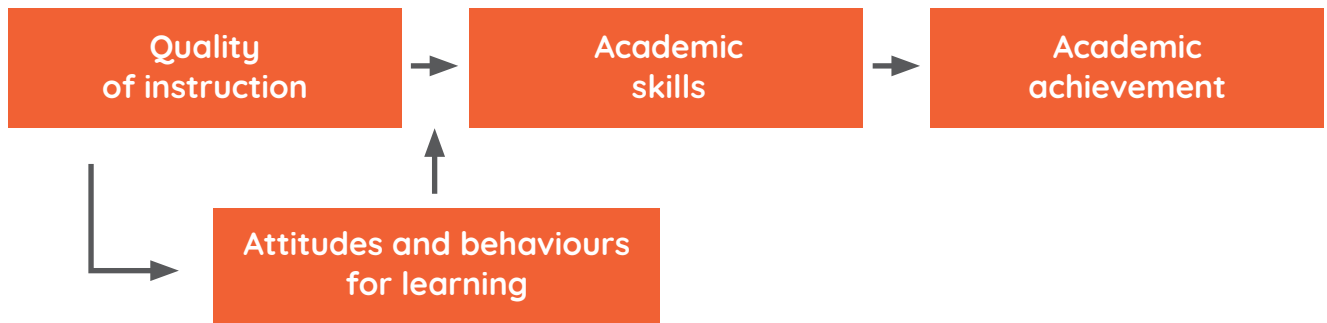 Quality
of instruction
Academic
skills
Academic
achievement
Attitudes and behaviours
for learning